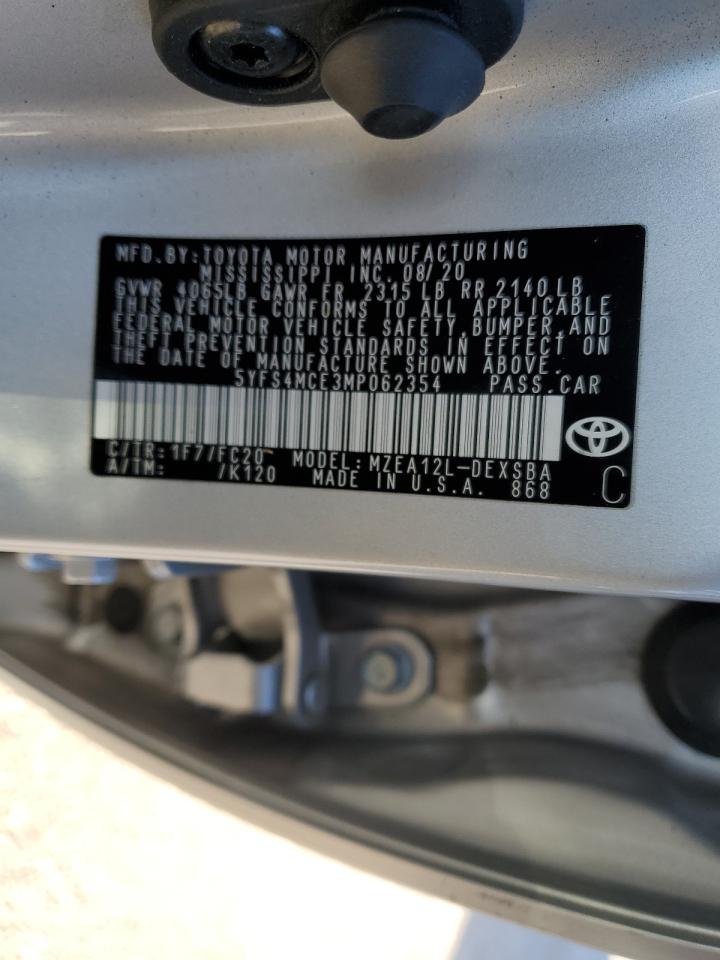 MFD. BY: TOYOTA MOTOR MANUFACTURING
MISSISSIPPI INC. 08/20
GVWR 4065LB GAWR FR 2315 LB RR 2140 LB
THIS VEHICLE CONFORMS TO ALL APPLICABLE
FEDERAL MOTOR VEHICLE SAFETY, BUMPER, AND
THEFT PREVENTION STANDARDS IN EFFECT ON
THE DATE OF MANUFACTURE SHOWN ABOVE.
5YFS4MCE3MP062354 PASS. CAR
C/TR: 1F7/FC20 MODEL: MZEA12L-DEXSBA
A/TM: /K120 MADE IN U.S.A. 868 C